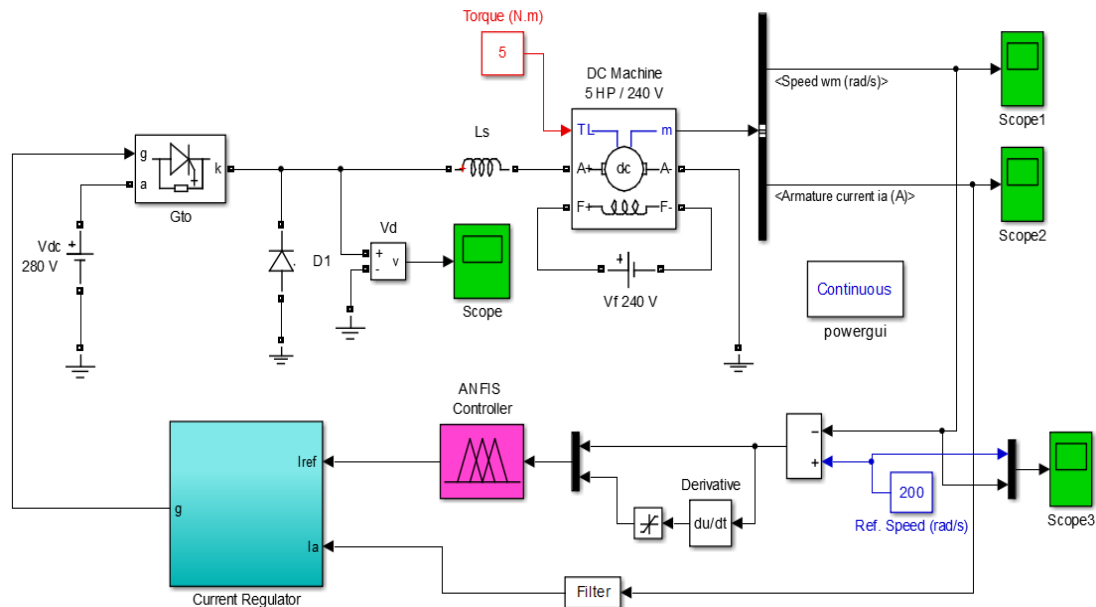 Torque (N.m)
5
DC Machine
5 HP / 240 V
TL
m
A+
dc
A-
F+
F-
<Speed wm (rad/s)>
Scope1
<Armature current ia (A)>
Scope2
g
a
k
Gto
Ls
Vdc
280 V
+
D1
Vd
+
-
v
Scope
+
Vf 240 V
Continuous
powergui
ANFIS
Controller
Iref
g
Ia
Current Regulator
Derivative
du/dt
−
+
200
Ref. Speed (rad/s)
Scope3
Filter